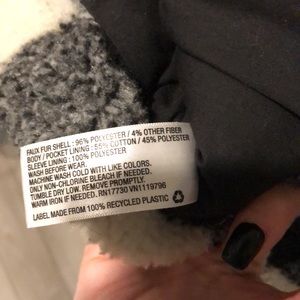 FAUX FUR SHELL: 96% POLYESTER / 4% OTHER FIBER
BODY / POCKET LINING: 55% COTTON / 45% POLYESTER
SLEEVE LINING: 100% POLYESTER
WASH BEFORE WEAR.
MACHINE WASH COLD WITH LIKE COLORS.
ONLY NON-CHLORINE BLEACH IF NEEDED.
TUMBLE DRY LOW. REMOVE PROMPTLY.
WARM IRON IF NEEDED. RN17730 VN1119796
LABEL MADE FROM 100% RECYCLED PLASTIC